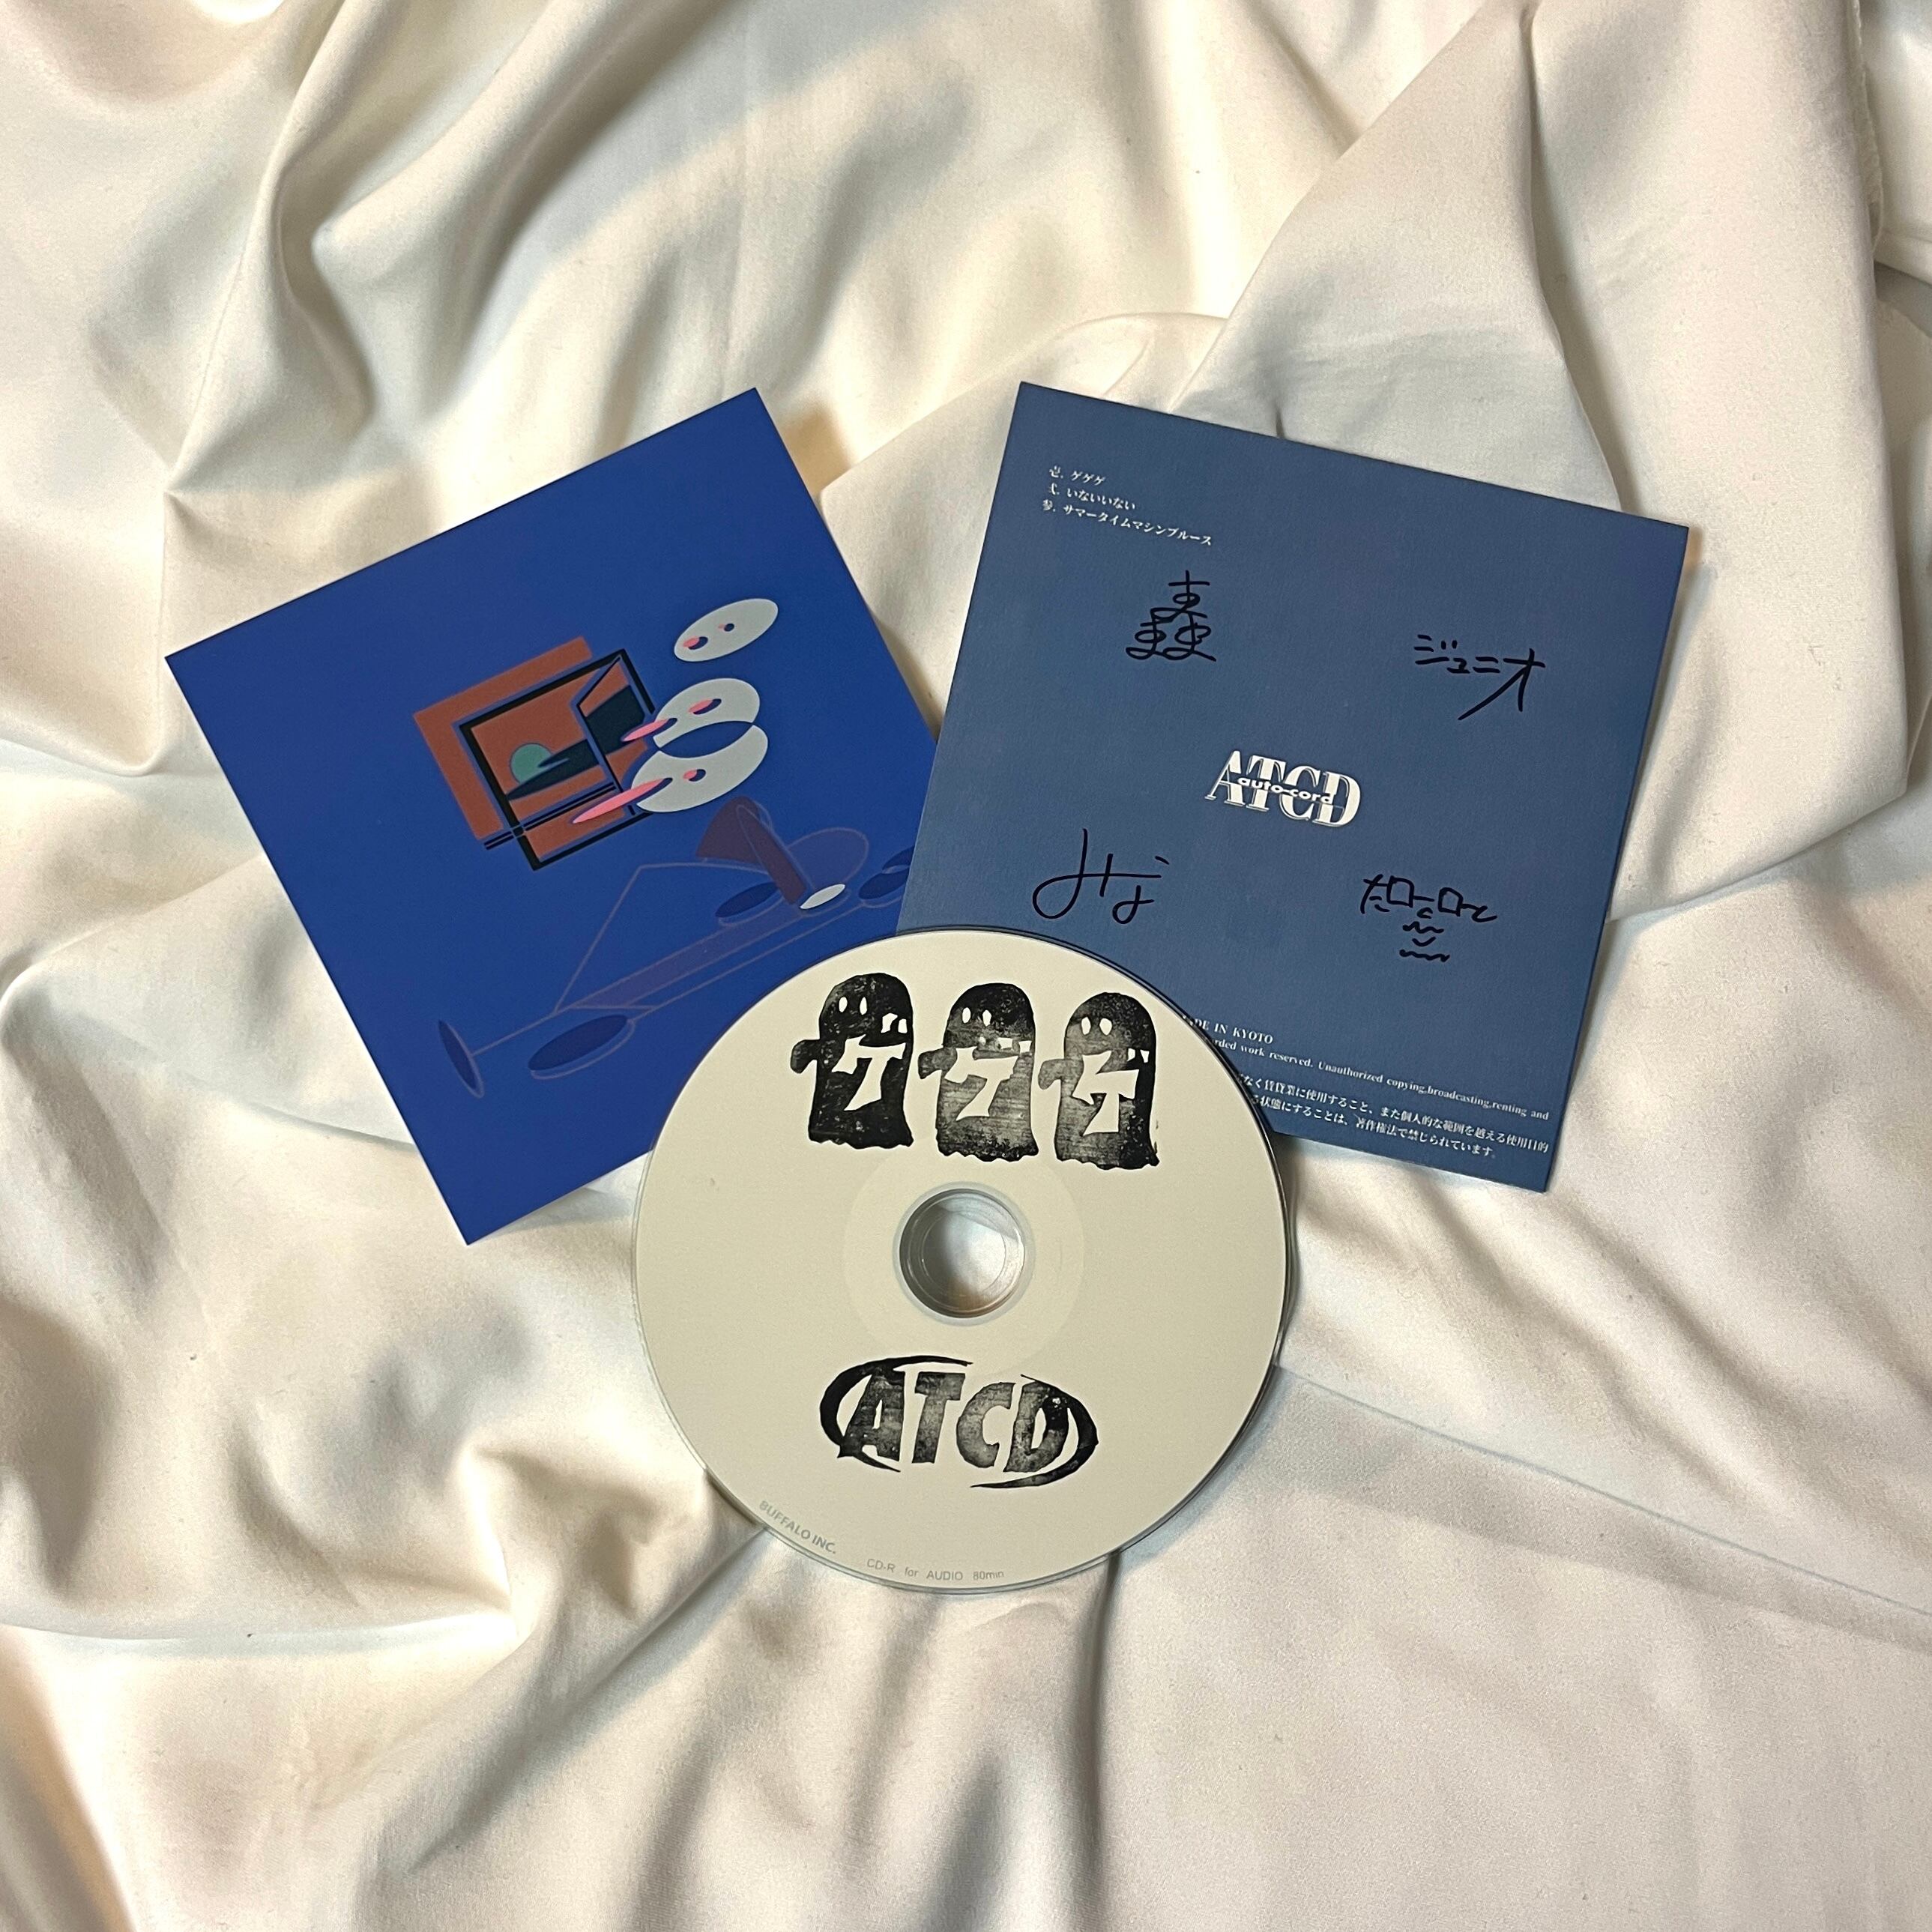 壱. ゲゲゲ
弐. いないいない
参. サマータイムマシンブルース
ままま
ジュニオ
ATCD
auto-cord
みな
MADE IN KYOTO
rded work reserved. Unauthorized copying,broadcasting,renting and
なく賃貸業に使用すること、また個人的な範囲を越える使用目的
状態にすることは、著作権法で禁じられています。
ゲゲゲ
ATCD
BUFFALO INC.
CD-R for AUDIO 80min